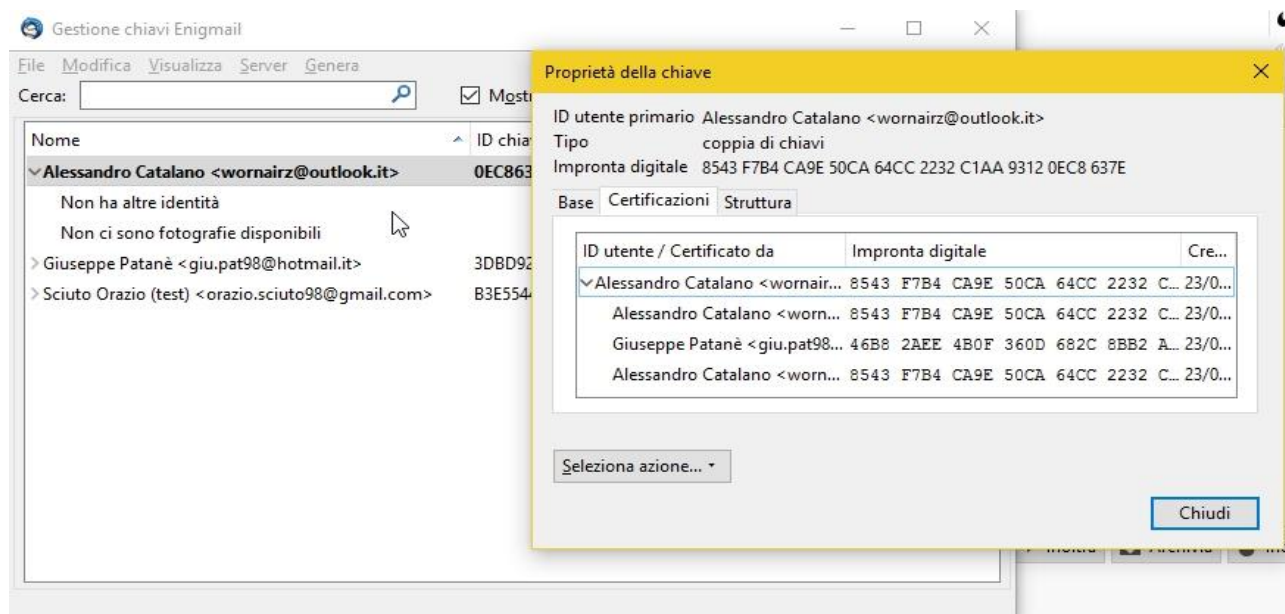 Gestione chiavi Enigmail
File Modifica Visualizza Server Genera
Cerca:
Nome ID
Alessandro Catalano <wornairz@outlook.it> 0EC863
Non ha altre identità
Non ci sono fotografie disponibili
Giuseppe Patanè <giu.pat98@hotmail.it> 3DBD92
Sciuto Orazio (test) <orazio.sciuto98@gmail.com> B3E554
Proprietà della chiave
ID utente primario Alessandro Catalano <wornairz@outlook.it>
Tipo coppia di chiavi
Impronta digitale 8543 F7B4 CA9E 50CA 64CC 2232 C1AA 9312 0EC8 637E
Base Certificazioni Struttura
ID utente / Certificato da Impronta digitale Cre...
Alessandro Catalano <wornair... 8543 F7B4 CA9E 50CA 64CC 2232 C... 23/0...
Alessandro Catalano <worn... 8543 F7B4 CA9E 50CA 64CC 2232 C... 23/0...
Giuseppe Patanè <giu.pat98... 46B8 2AEE 4B0F 360D 682C 8BB2 A... 23/0...
Alessandro Catalano <worn... 8543 F7B4 CA9E 50CA 64CC 2232 C... 23/0...
Seleziona azione...
Chiudi